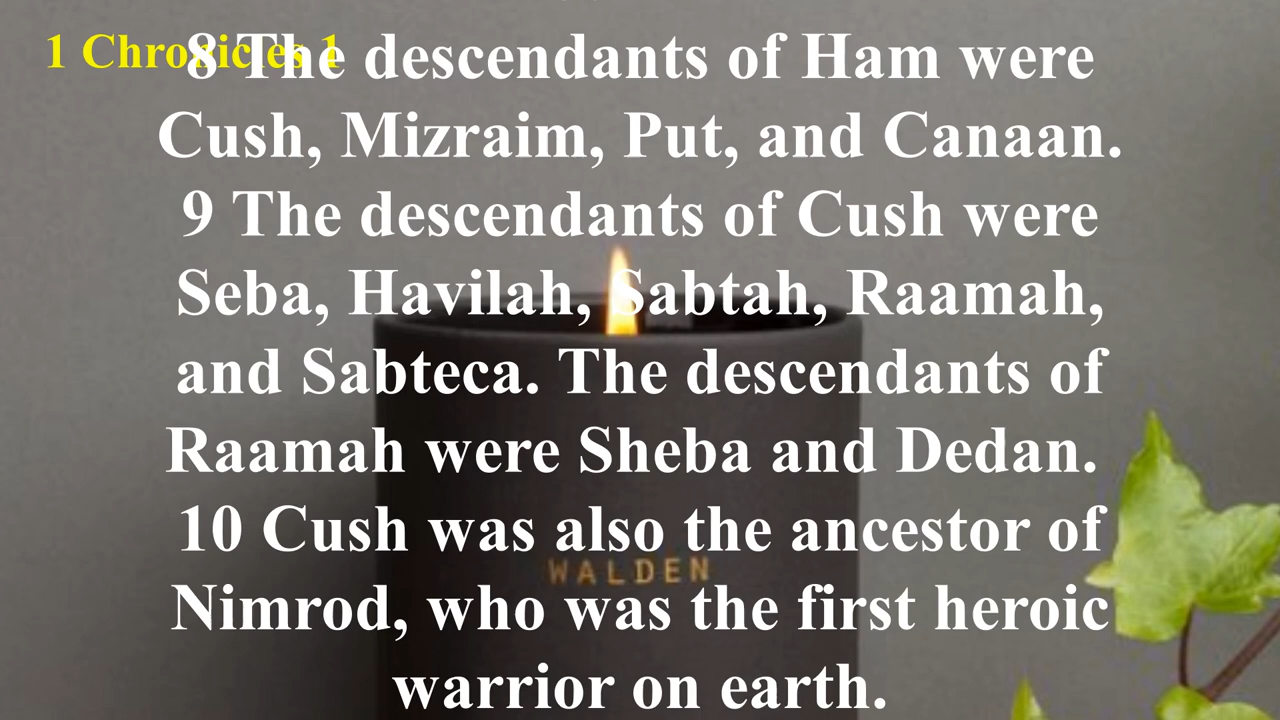 1 Chronicles 1
8 The descendants of Ham were
Cush, Mizraim, Put, and Canaan.
9 The descendants of Cush were
Seba, Havilah, Sabtah, Raamah,
and Sabteca. The descendants of
Raamah were Sheba and Dedan.
10 Cush was also the ancestor of
WALDEN
Nimrod, who was the first heroic
warrior on earth.